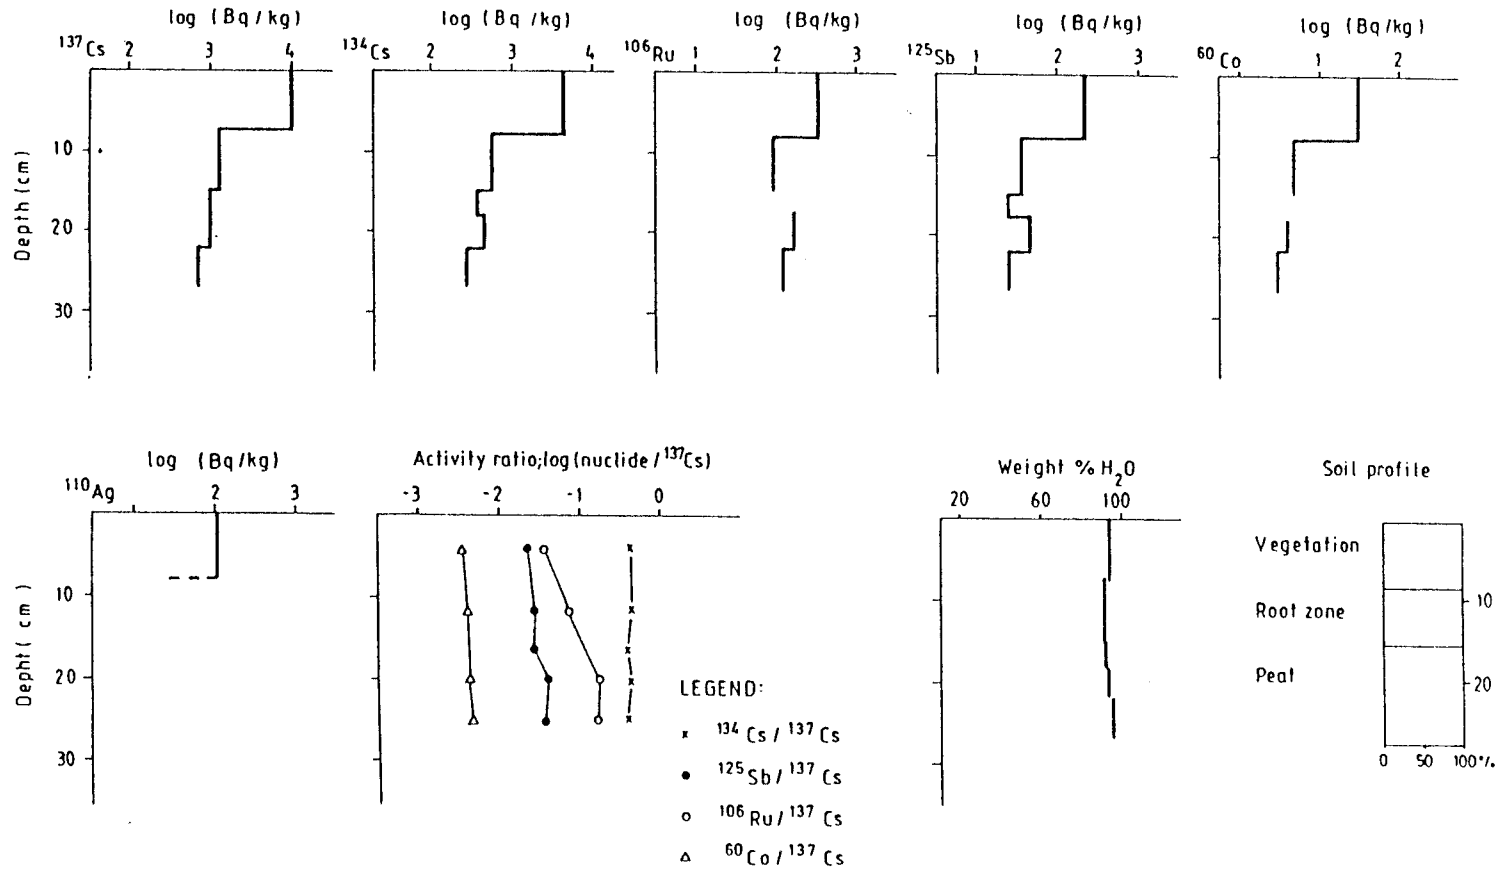 log (Bq/kg) log (Bq/kg) log (Bq/kg) log (Bq/kg) log (Bq/kg)
137Cs 2 3 4 134Cs 2 3 4 106Ru 1 2 3 125Sb 1 2 3 60Co 1 2
Depth (cm)
10
20
30
log (Bq/kg) Activity ratio;log(nuclide/137Cs) Weight % H2O Soil profile
110Ag 2 3 -3 -2 -1 0 20 60 100
Depht (cm)
10
20
30
Vegetation
Root zone
Peat
10
20
0 50 100%
LEGEND:
x 134Cs/137Cs
● 125Sb/137Cs
o 106Ru/137Cs
△ 60Co/137Cs